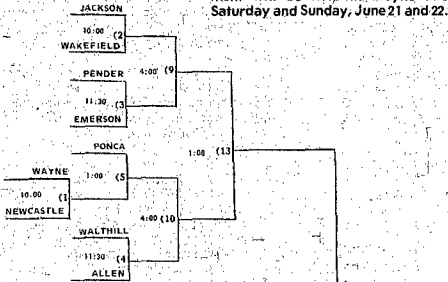 Saturday and Sunday, June 21 and 22.
JACKSON
10:00 (2
WAKEFIELD
4:00 (9
PENDER
11:30 (3
EMERSON
1:00 (13
PONCA
1:00 (5
WAYNE
10:00 (1
NEWCASTLE
4:00 (10
WALTHILL
11:30 (4
ALLEN